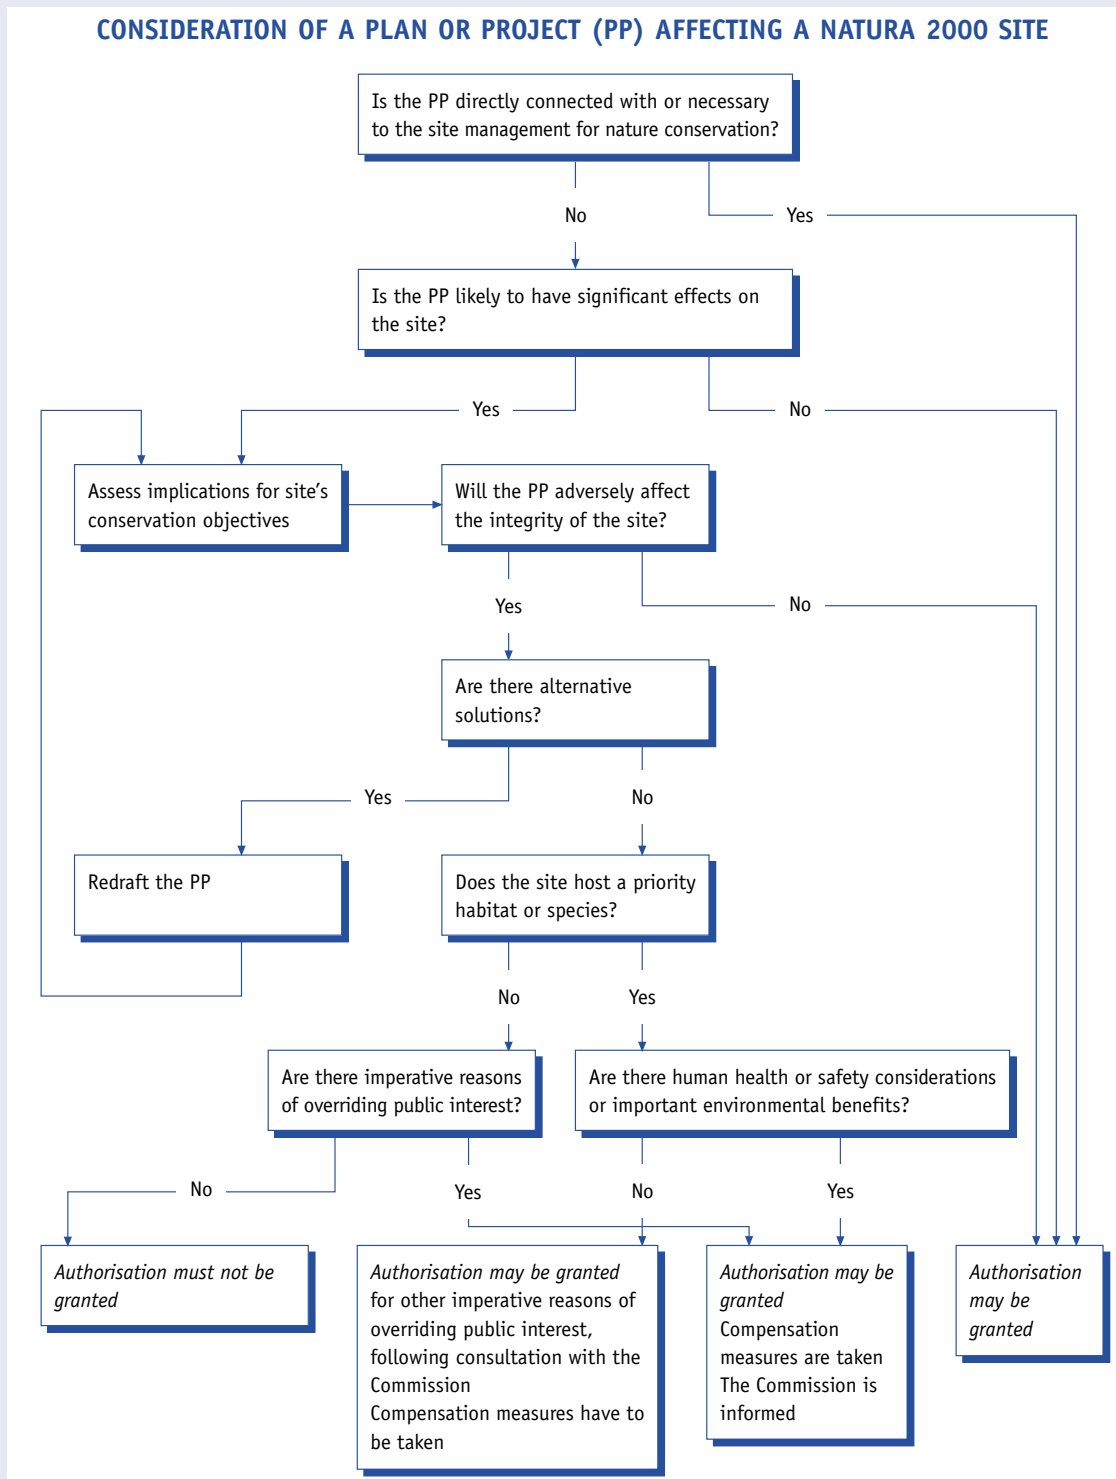 CONSIDERATION OF A PLAN OR PROJECT (PP) AFFECTING A NATURA 2000 SITE
Is the PP directly connected with or necessary
to the site management for nature conservation?
No
Yes
Is the PP likely to have significant effects on
the site?
Yes
No
Assess implications for site's
conservation objectives
Will the PP adversely affect
the integrity of the site?
Yes
No
Are there alternative
solutions?
Yes
No
Redraft the PP
Does the site host a priority
habitat or species?
No
Yes
Are there imperative reasons
of overriding public interest?
Are there human health or safety considerations
or important environmental benefits?
No
Yes
No
Yes
Authorisation must not be
granted
Authorisation may be granted
for other imperative reasons of
overriding public interest,
following consultation with the
Commission
Compensation measures have to
be taken
Authorisation may be
granted
Compensation
measures are taken
The Commission is
informed
Authorisation
may be
granted